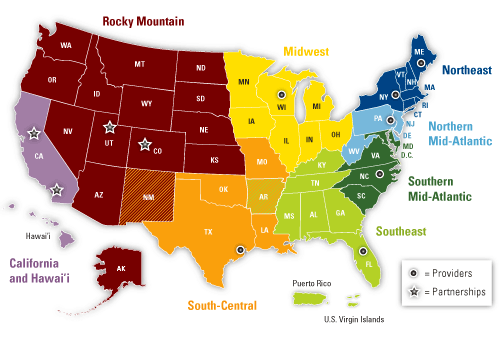 Rocky Mountain
Midwest
Northeast
Northern
Mid-Atlantic
Southern
Mid-Atlantic
Southeast
South-Central
California
and Hawai'i
Hawai'i
Puerto Rico
U.S. Virgin Islands
WA
OR
ID
MT
ND
SD
WY
NE
NV
UT
CO
KS
AZ
NM
AK
CA
MN
WI
MI
IA
IL
IN
OH
MO
OK
AR
TX
LA
KY
TN
MS
AL
GA
FL
VA
NC
SC
WV
PA
NY
VT
NH
ME
MA
RI
CT
NJ
DE
MD
D.C.
= Providers
= Partnerships